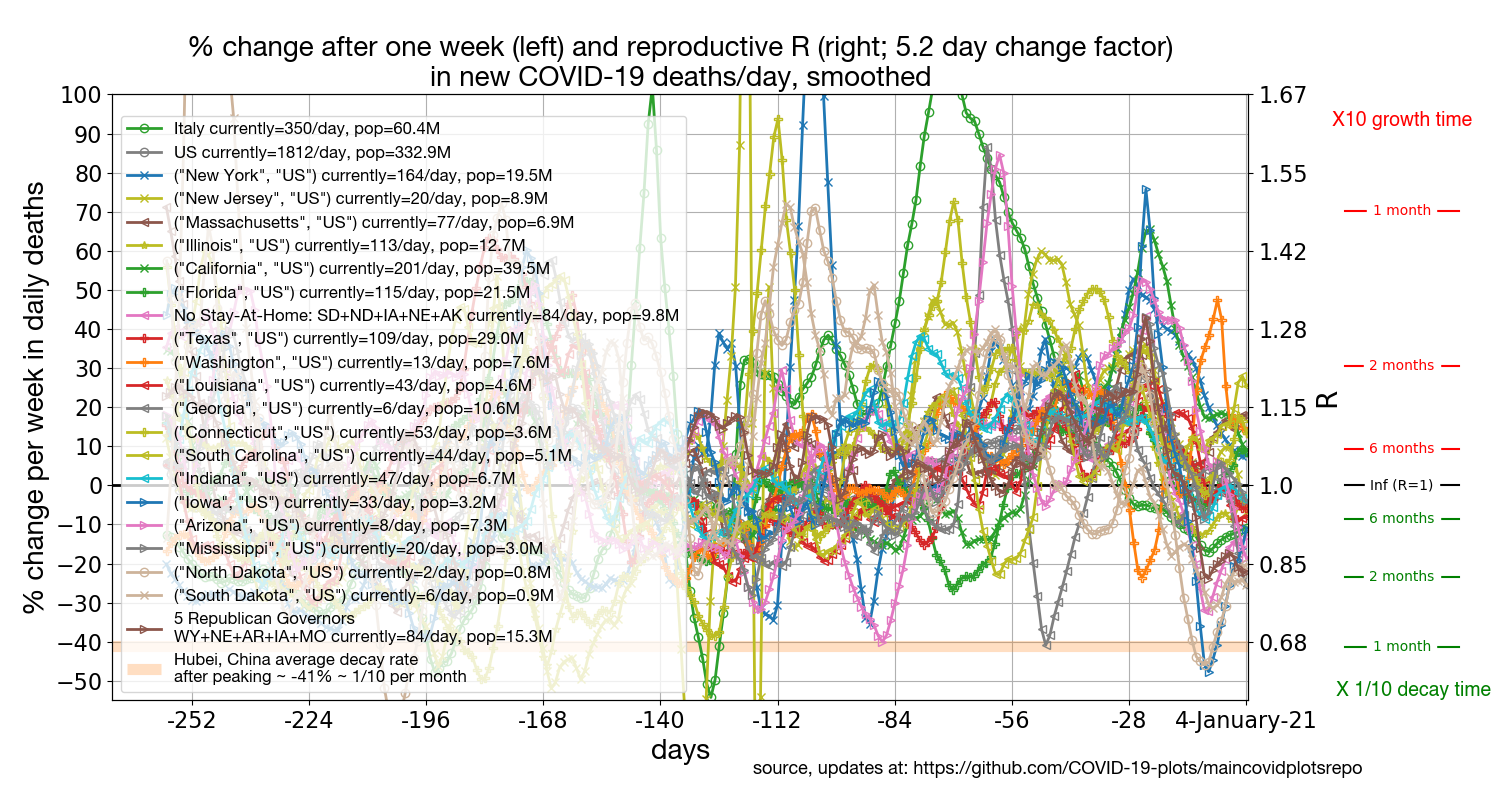 % change after one week (left) and reproductive R (right; 5.2 day change factor)
in new COVID-19 deaths/day, smoothed
% change per week in daily deaths
100
90
80
70
60
50
40
30
20
10
0
−10
−20
−30
−40
−50
Italy currently=350/day, pop=60.4M
US currently=1812/day, pop=332.9M
("New York", "US") currently=164/day, pop=19.5M
("New Jersey", "US") currently=20/day, pop=8.9M
("Massachusetts", "US") currently=77/day, pop=6.9M
("Illinois", "US") currently=113/day, pop=12.7M
("California", "US") currently=201/day, pop=39.5M
("Florida", "US") currently=115/day, pop=21.5M
No Stay-At-Home: SD+ND+IA+NE+AK currently=84/day, pop=9.8M
("Texas", "US") currently=109/day, pop=29.0M
("Washington", "US") currently=13/day, pop=7.6M
("Louisiana", "US") currently=43/day, pop=4.6M
("Georgia", "US") currently=6/day, pop=10.6M
("Connecticut", "US") currently=53/day, pop=3.6M
("South Carolina", "US") currently=44/day, pop=5.1M
("Indiana", "US") currently=47/day, pop=6.7M
("Iowa", "US") currently=33/day, pop=3.2M
("Arizona", "US") currently=8/day, pop=7.3M
("Mississippi", "US") currently=20/day, pop=3.0M
("North Dakota", "US") currently=2/day, pop=0.8M
("South Dakota", "US") currently=6/day, pop=0.9M
5 Republican Governors
WY+NE+AR+IA+MO currently=84/day, pop=15.3M
Hubei, China average decay rate
after peaking ~ -41% ~ 1/10 per month
-252
-224
-196
-168
-140
-112
-84
-56
-28
4-January-21
days
1.67
1.55
1.42
1.28
1.15
1.0
0.85
0.68
R
X10 growth time
1 month
2 months
6 months
Inf (R=1)
6 months
2 months
1 month
X 1/10 decay time
source, updates at: https://github.com/COVID-19-plots/maincovidplotsrepo